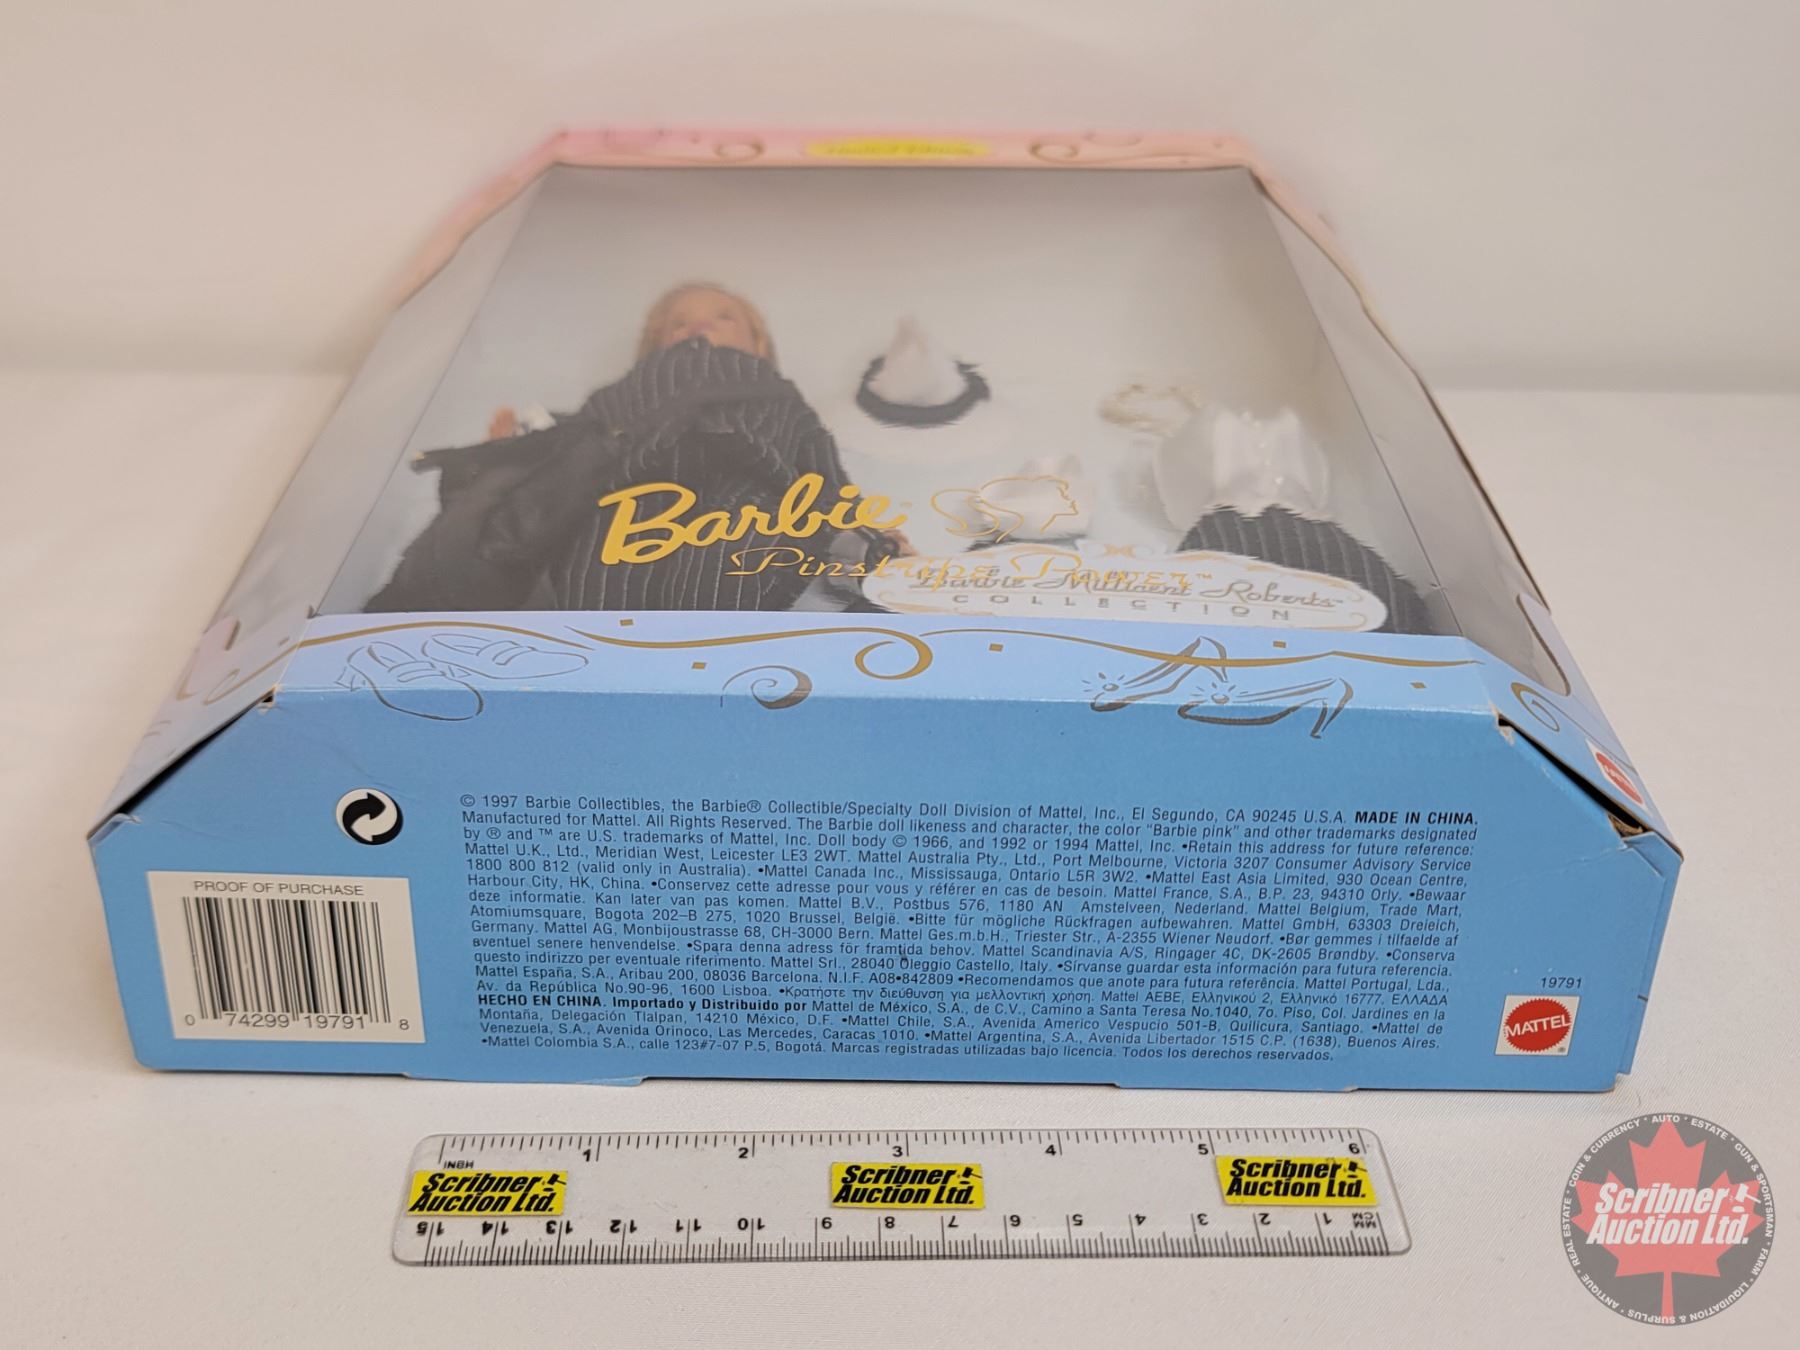 Limited Edition
Barbie
Pinstripe Power™
Barbie Millicent Roberts™
COLLECTION
© 1997 Barbie Collectibles, the Barbie® Collectible/Specialty Doll Division of Mattel, Inc., El Segundo, CA 90245 U.S.A. MADE IN CHINA.
Manufactured for Mattel. All Rights Reserved. The Barbie doll likeness and character, the color "Barbie pink" and other trademarks designated
by ® and ™ are U.S. trademarks of Mattel, Inc. Doll body © 1966, and 1992 or 1994 Mattel, Inc. •Retain this address for future reference:
Mattel U.K., Ltd., Meridian West, Leicester LE3 2WT. Mattel Australia Pty., Ltd., Port Melbourne, Victoria 3207 Consumer Advisory Service
1800 800 812 (valid only in Australia). •Mattel Canada Inc., Mississauga, Ontario L5R 3W2. •Mattel East Asia Limited, 930 Ocean Centre,
Harbour City, HK, China. •Conservez cette adresse pour vous y référer en cas de besoin. Mattel France, S.A., B.P. 23, 94310 Orly. •Bewaar
deze informatie. Kan later van pas komen. Mattel B.V., Postbus 576, 1180 AN Amstelveen, Nederland. Mattel Belgium, Trade Mart,
Atomiumsquare, Bogota 202-B 275, 1020 Brussel, België. •Bitte für mögliche Rückfragen aufbewahren. Mattel GmbH, 63303 Dreieich,
Germany. Mattel AG, Monbijoustrasse 68, CH-3000 Bern. Mattel Ges.m.b.H., Triester Str., A-2355 Wiener Neudorf. •Bør gemmes i tilfaelde af
eventuel senere henvendelse. •Spara denna adress för framtida behov. Mattel Scandinavia A/S, Ringager 4C, DK-2605 Brøndby. •Conserva
questo indirizzo per eventuale riferimento. Mattel Srl., 28040 Oleggio Castello, Italy. •Sírvanse guardar esta información para futura referencia.
Mattel España, S.A., Aribau 200, 08036 Barcelona. N.I.F. A08•842809 •Recomendamos que anote para futura referência. Mattel Portugal, Lda.,
Av. da República No.90-96, 1600 Lisboa. •Κρατήστε την διεύθυνση για μελλοντική χρήση. Mattel AEBE, Ελληνικού 2, Ελληνικό 16777, ΕΛΛΑΔΑ
HECHO EN CHINA. Importado y Distribuido por Mattel de México, S.A., de C.V., Camino a Santa Teresa No.1040, 7o. Piso, Col. Jardines en la
Montaña, Delegación Tlalpan, 14210 México, D.F. •Mattel Chile, S.A., Avenida Americo Vespucio 501-B, Quilicura, Santiago. •Mattel de
Venezuela, S.A., Avenida Orinoco, Las Mercedes, Caracas 1010. •Mattel Argentina, S.A., Avenida Libertador 1515 C.P. (1638), Buenos Aires.
•Mattel Colombia S.A., calle 123#7-07 P.5, Bogotá. Marcas registradas utilizadas bajo licencia. Todos los derechos reservados.
PROOF OF PURCHASE
0 74299 19791 8
19791
MATTEL
®
INCH 1 2 3 4 5 6
Scribner Auction Ltd.
Scribner Auction Ltd.
Scribner Auction Ltd.
15 14 13 12 11 10 9 8 7 6 5 4 3 2 1 MM CM
Scribner
Auction Ltd.
COIN & CURRENCY · AUTO · ESTATE · GUN & SPORTSMAN · FARM · LIQUIDATION & SURPLUS · ANTIQUE · REAL ESTATE